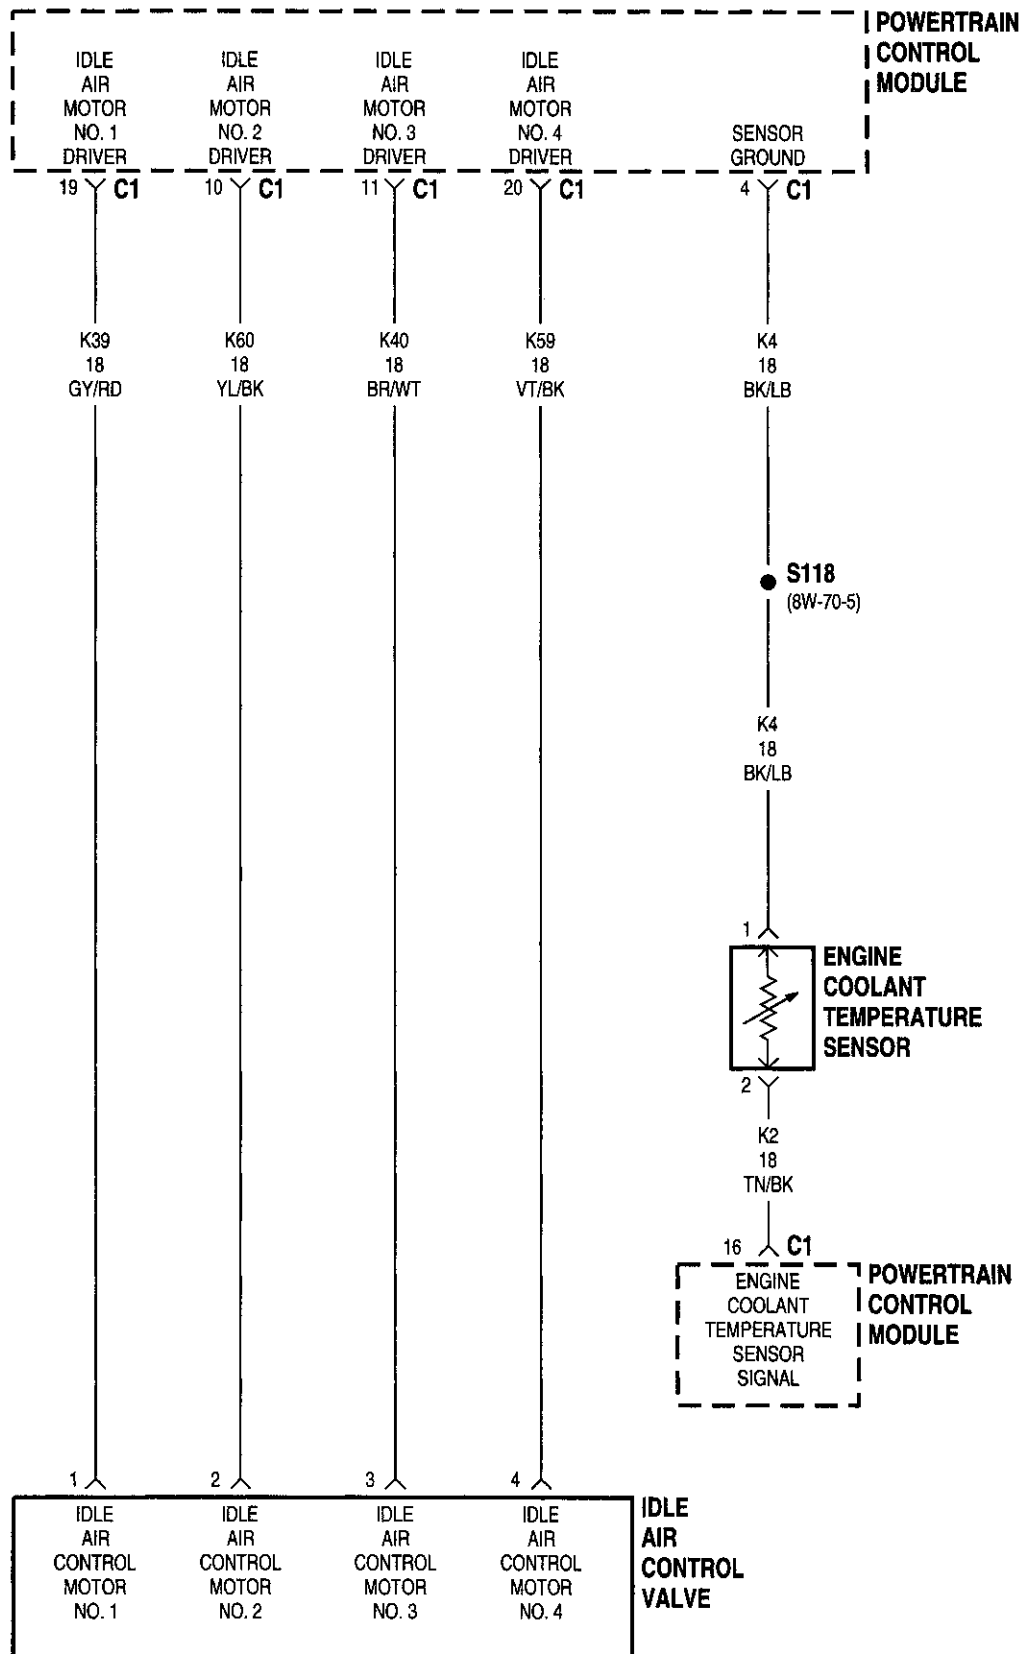 POWERTRAIN
CONTROL
MODULE
IDLE
AIR
MOTOR
NO. 1
DRIVER
IDLE
AIR
MOTOR
NO. 2
DRIVER
IDLE
AIR
MOTOR
NO. 3
DRIVER
IDLE
AIR
MOTOR
NO. 4
DRIVER
SENSOR
GROUND
19 C1
10 C1
11 C1
20 C1
4 C1
K39
18
GY/RD
K60
18
YL/BK
K40
18
BR/WT
K59
18
VT/BK
K4
18
BK/LB
S118
(8W-70-5)
K4
18
BK/LB
1
ENGINE
COOLANT
TEMPERATURE
SENSOR
2
K2
18
TN/BK
16 C1
POWERTRAIN
CONTROL
MODULE
ENGINE
COOLANT
TEMPERATURE
SENSOR
SIGNAL
1
2
3
4
IDLE
AIR
CONTROL
MOTOR
NO. 1
IDLE
AIR
CONTROL
MOTOR
NO. 2
IDLE
AIR
CONTROL
MOTOR
NO. 3
IDLE
AIR
CONTROL
MOTOR
NO. 4
IDLE
AIR
CONTROL
VALVE